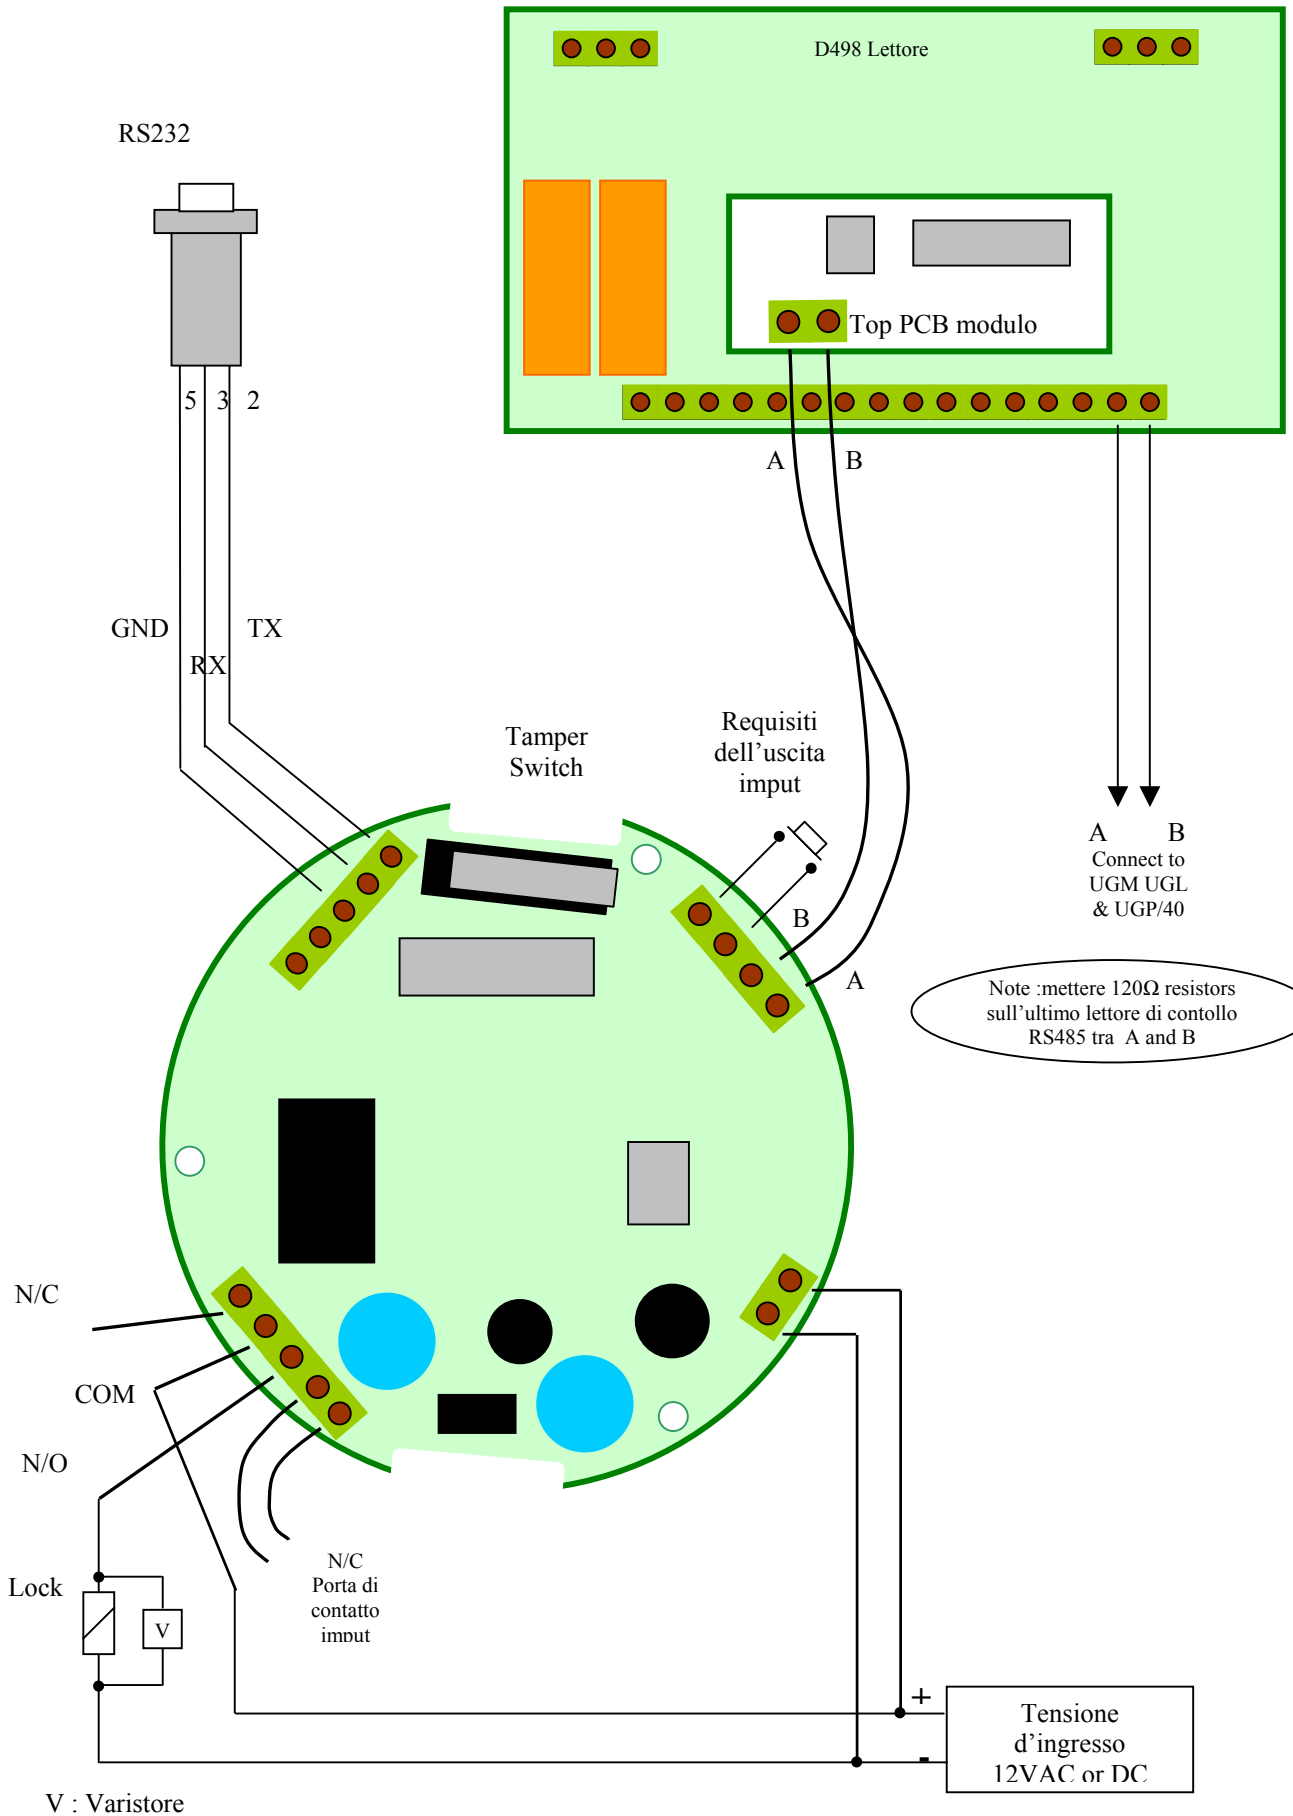 D498 Lettore
RS232
Top PCB modulo
5 3 2
A B
GND TX
RX
Tamper
Switch
Requisiti
dell’uscita
imput
A B
Connect to
UGM UGL
& UGP/40
B
A
Note :mettere 120Ω resistors
sull’ultimo lettore di contollo
RS485 tra A and B
N/C
COM
N/O
N/C
Porta di
contatto
imput
Lock
V
+
Tensione
d’ingresso
12VAC or DC
-
V : Varistore